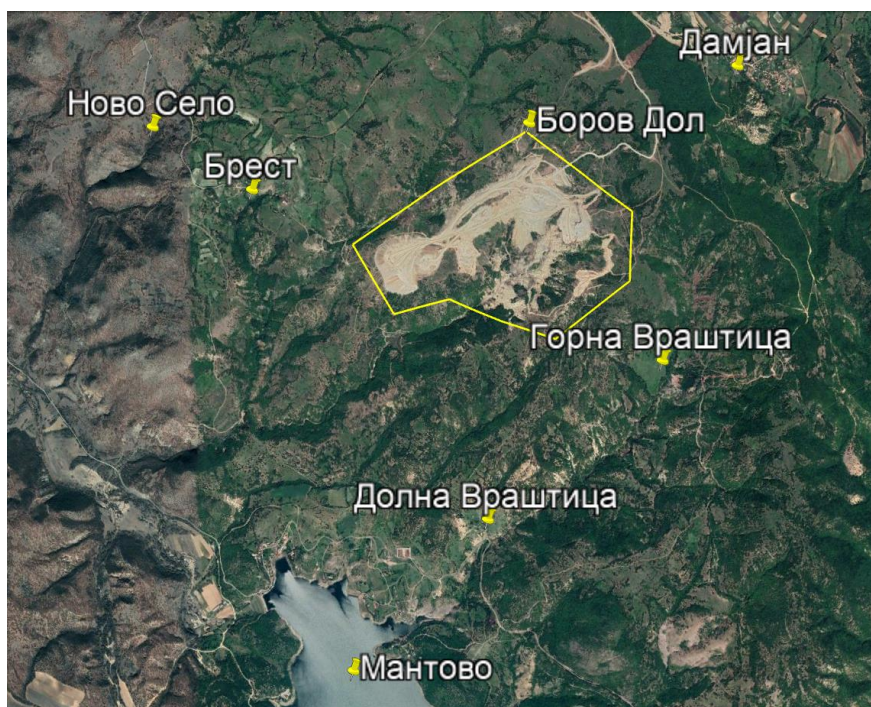 Дамјан
Ново Село
Боров Дол
Брест
Горна Враштица
Долна Враштица
Мантово